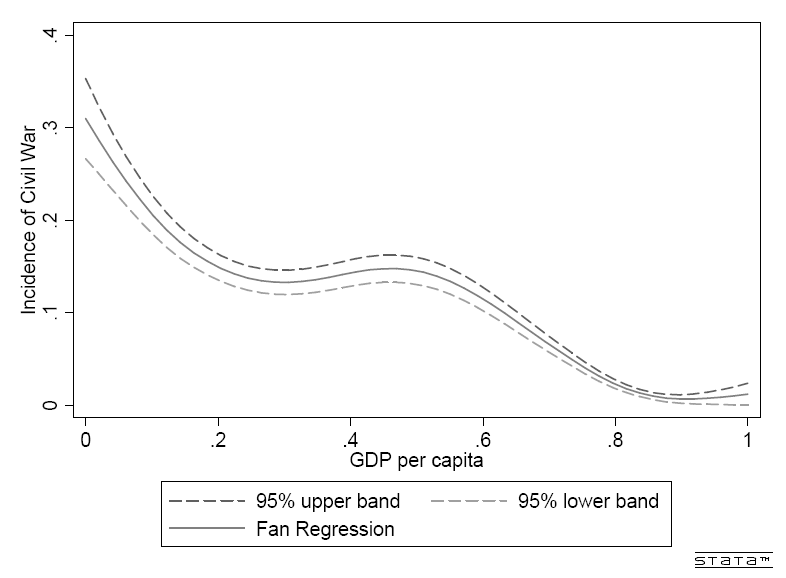 .4
.3
.2
.1
0
Incidence of Civil War
0 .2 .4 .6 .8 1
GDP per capita
95% upper band 95% lower band
Fan Regression
STATA™